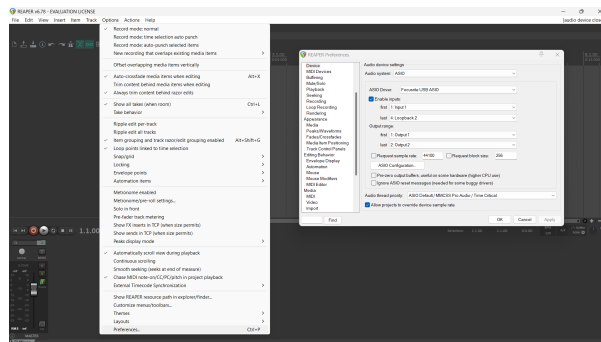 REAPER v6.78 - EVALUATION LICENSE
File Edit View Insert Item Track Options Actions Help
[audio device clos
Record mode: normal
Record mode: time selection auto punch
Record mode: auto-punch selected items
New recording that overlaps existing media items
Offset overlapping media items vertically
Auto-crossfade media items when editing Alt+X
Trim content behind media items when editing
Always trim content behind razor edits
Show all takes (when room) Ctrl+L
Take behavior
Ripple edit per-track
Ripple edit all tracks
Item grouping and track razor/edit grouping enabled Alt+Shift+G
Loop points linked to time selection
Snap/grid
Locking
Envelope points
Automation items
Metronome enabled
Metronome/pre-roll settings...
Solo in front
Pre-fader track metering
Show FX inserts in TCP (when size permits)
Show sends in TCP (when size permits)
Peaks display mode
Automatically scroll view during playback
Continuous scrolling
Smooth seeking (seeks at end of measure)
Chase MIDI note-on/CC/PC/pitch in project playback
External Timecode Synchronization
Show REAPER resource path in explorer/finder...
Customize menus/toolbars...
Themes
Layouts
Preferences... Ctrl+P
1.1.00
MASTER
REAPER Preferences
Device
MIDI Devices
Buffering
Mute/Solo
Playback
Seeking
Recording
Loop Recording
Rendering
Appearance
Media
Peaks/Waveforms
Fades/Crossfades
Media Item Positioning
Track Control Panels
Editing Behavior
Envelope Display
Automation
Mouse
Mouse Modifiers
MIDI Editor
Media
MIDI
Video
Import
Find
Audio device settings
Audio system: ASIO
ASIO Driver: Focusrite USB ASIO
Enable inputs:
first 1: Input 1
last 4: Loopback 2
Output range:
first 1: Output 1
last 2: Output 2
Request sample rate: 44100 Request block size: 256
ASIO Configuration...
Pre-zero output buffers, useful on some hardware (higher CPU use)
Ignore ASIO reset messages (needed for some buggy drivers)
Audio thread priority: ASIO Default / MMCSS Pro Audio / Time Critical
Allow projects to override device sample rate
OK Cancel Apply